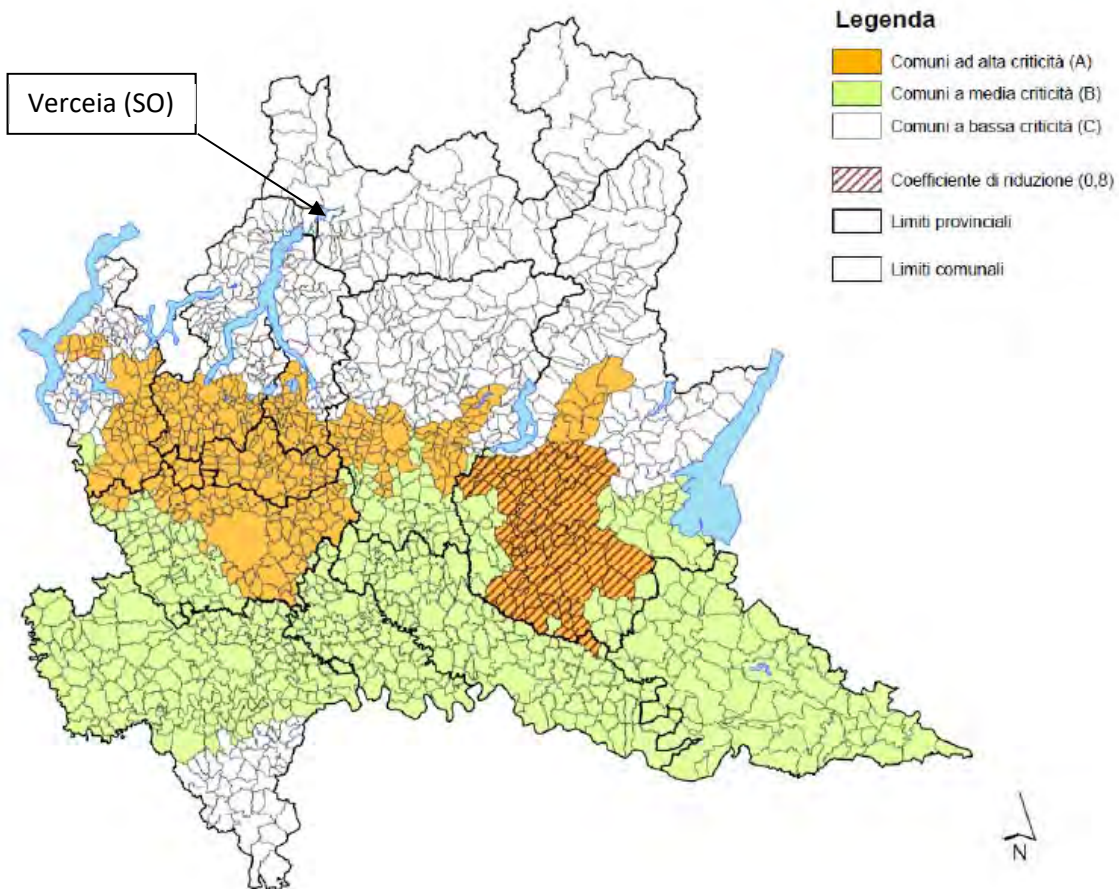 Legenda
Comuni ad alta criticità (A)
Comuni a media criticità (B)
Comuni a bassa criticità (C)
Coefficiente di riduzione (0,8)
Limiti provinciali
Limiti comunali
Verceia (SO)
N